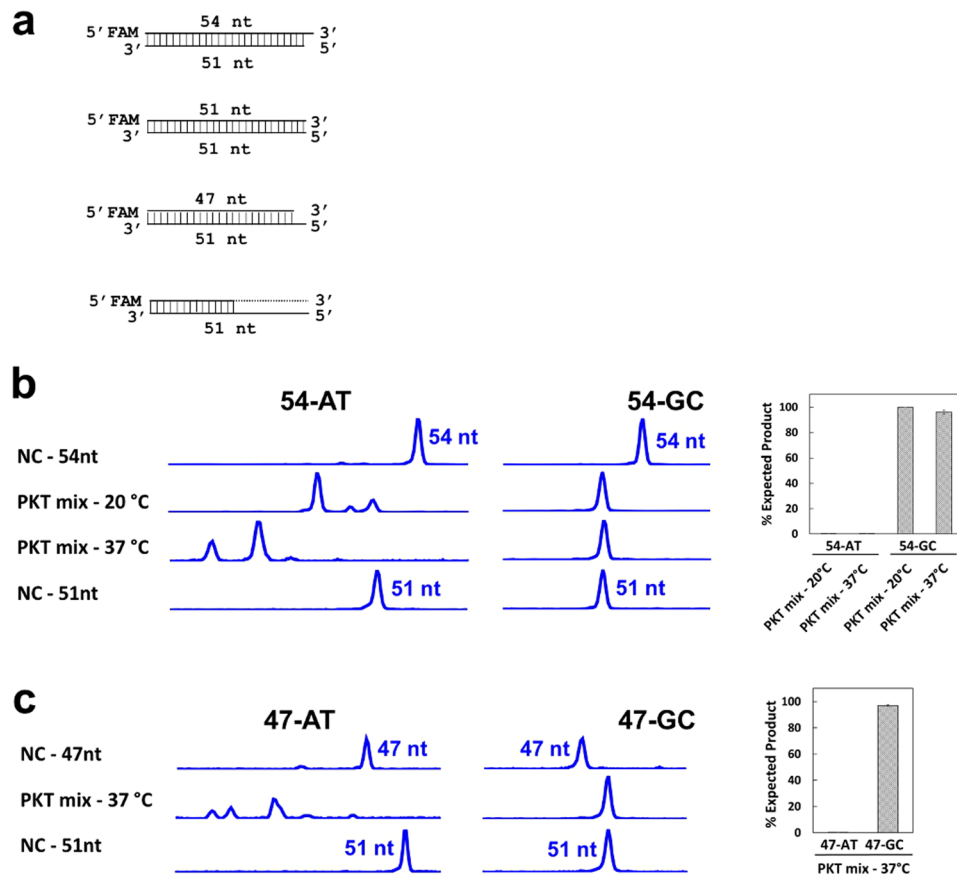 a
54 nt
5′ FAM 3′
3′ 5′
51 nt
51 nt
5′ FAM 3′
3′ 5′
51 nt
47 nt
5′ FAM 3′
3′ 5′
51 nt
5′ FAM 3′
3′ 5′
51 nt
b
54-AT 54-GC
NC - 54nt 54 nt 54 nt
PKT mix - 20 °C
PKT mix - 37 °C
NC - 51nt 51 nt 51 nt
% Expected Product
100
80
60
40
20
0
54-AT 54-GC
PKT mix - 20°C
PKT mix - 37°C
PKT mix - 20°C
PKT mix - 37°C
c
47-AT 47-GC
NC - 47nt 47 nt 47 nt
PKT mix - 37 °C
NC - 51nt 51 nt 51 nt
% Expected Product
100
80
60
40
20
0
47-AT 47-GC
PKT mix - 37°C